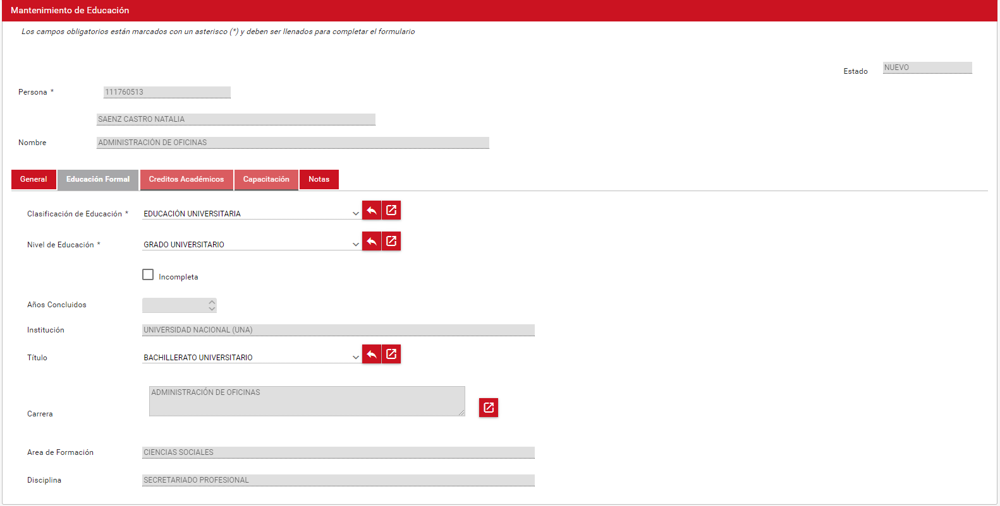 Mantenimiento de Educación
Los campos obligatorios están marcados con un asterisco (*) y deben ser llenados para completar el formulario
Estado NUEVO
Persona * 111760513
SAENZ CASTRO NATALIA
Nombre ADMINISTRACIÓN DE OFICINAS
General Educación Formal Creditos Académicos Capacitación Notas
Clasificación de Educación * EDUCACIÓN UNIVERSITARIA
Nivel de Educación * GRADO UNIVERSITARIO
Incompleta
Años Concluidos
Institución UNIVERSIDAD NACIONAL (UNA)
Título BACHILLERATO UNIVERSITARIO
Carrera ADMINISTRACIÓN DE OFICINAS
Area de Formación CIENCIAS SOCIALES
Disciplina SECRETARIADO PROFESIONAL